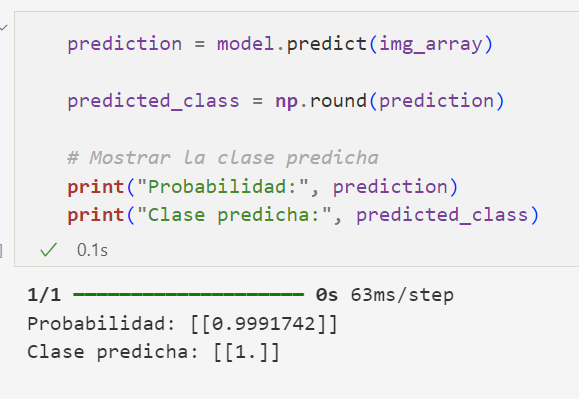 prediction = model.predict(img_array)
predicted_class = np.round(prediction)
# Mostrar la clase predicha
print("Probabilidad:", prediction)
print("Clase predicha:", predicted_class)
0.1s
1/1 ━━━━━━━━━━━━━━━━━━━━ 0s 63ms/step
Probabilidad: [[0.9991742]]
Clase predicha: [[1.]]